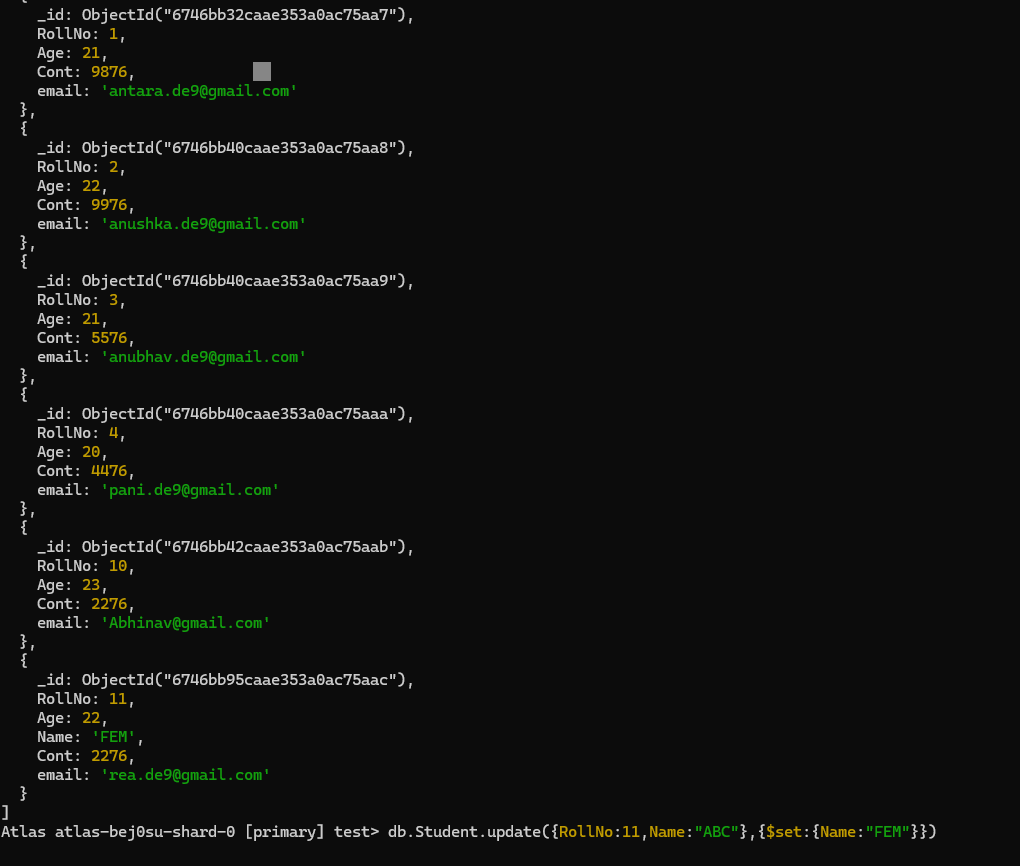 _id: ObjectId("6746bb32caae353a0ac75aa7"),
RollNo: 1,
Age: 21,
Cont: 9876,
email: 'antara.de9@gmail.com'
},
{
_id: ObjectId("6746bb40caae353a0ac75aa8"),
RollNo: 2,
Age: 22,
Cont: 9976,
email: 'anushka.de9@gmail.com'
},
{
_id: ObjectId("6746bb40caae353a0ac75aa9"),
RollNo: 3,
Age: 21,
Cont: 5576,
email: 'anubhav.de9@gmail.com'
},
{
_id: ObjectId("6746bb40caae353a0ac75aaa"),
RollNo: 4,
Age: 20,
Cont: 4476,
email: 'pani.de9@gmail.com'
},
{
_id: ObjectId("6746bb42caae353a0ac75aab"),
RollNo: 10,
Age: 23,
Cont: 2276,
email: 'Abhinav@gmail.com'
},
{
_id: ObjectId("6746bb95caae353a0ac75aac"),
RollNo: 11,
Age: 22,
Name: 'FEM',
Cont: 2276,
email: 'rea.de9@gmail.com'
}
]
Atlas atlas-bej0su-shard-0 [primary] test> db.Student.update({RollNo:11,Name:"ABC"},{$set:{Name:"FEM"}})